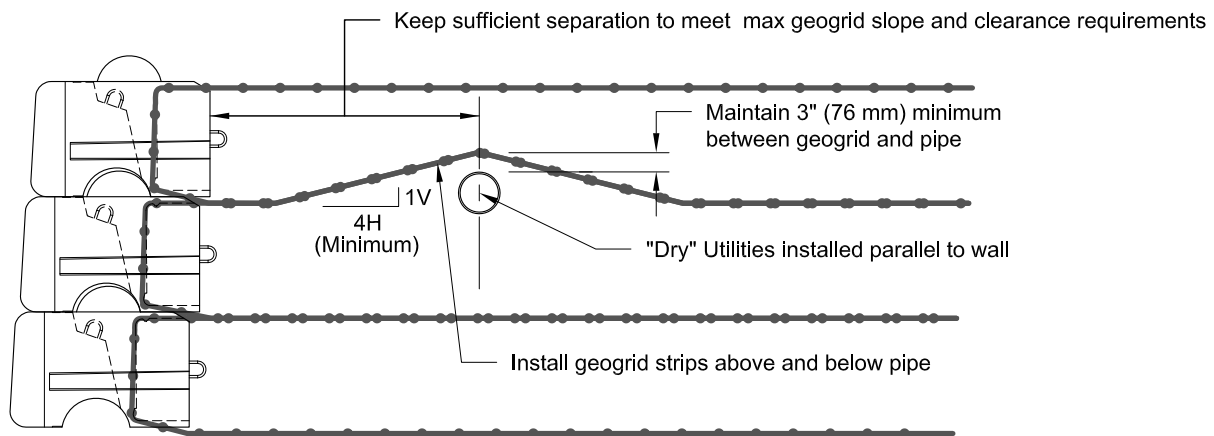 Keep sufficient separation to meet max geogrid slope and clearance requirements
Maintain 3" (76 mm) minimum
between geogrid and pipe
1V
4H
(Minimum)
"Dry" Utilities installed parallel to wall
Install geogrid strips above and below pipe